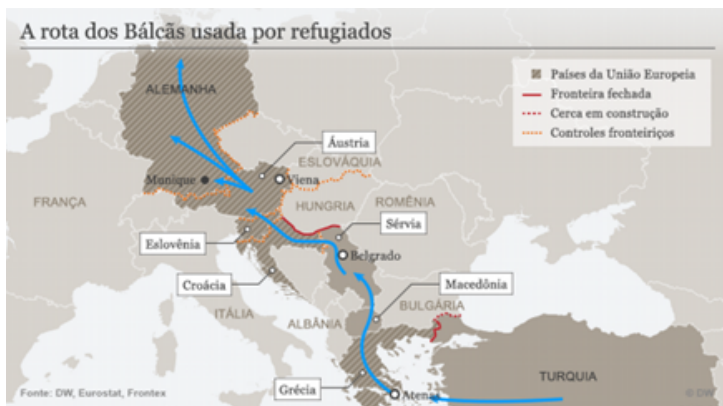 A rota dos Bálcãs usada por refugiados
Países da União Europeia
Fronteira fechada
Cerca em construção
Controles fronteiriços
ALEMANHA
Áustria
ESLOVÁQUIA
Munique
Viena
FRANÇA
HUNGRIA
ROMÊNIA
Sérvia
Eslovênia
Belgrado
Croácia
Macedônia
BULGÁRIA
ITÁLIA
ALBÂNIA
TURQUIA
Grécia
Atenas
Fonte: DW, Eurostat, Frontex
© DW